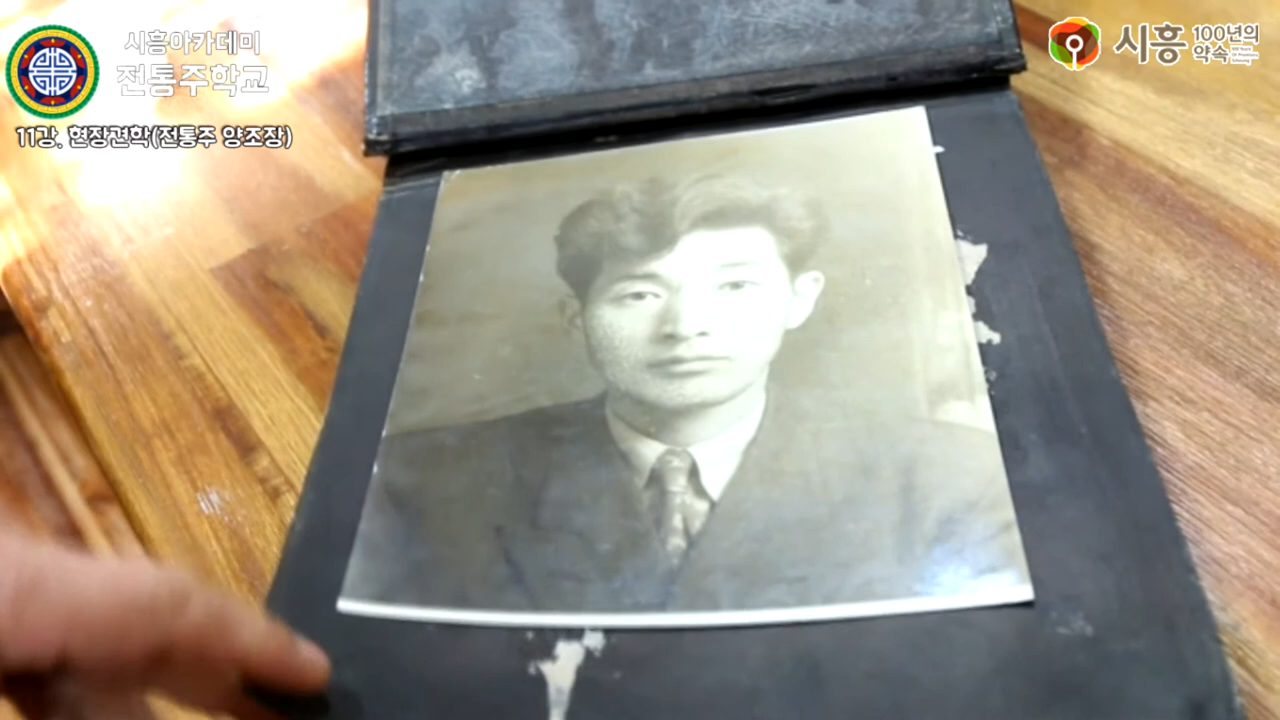 시흥아카데미
전통주학교
11강. 현장견학(전통주 양조장)
시흥 100년의
약속